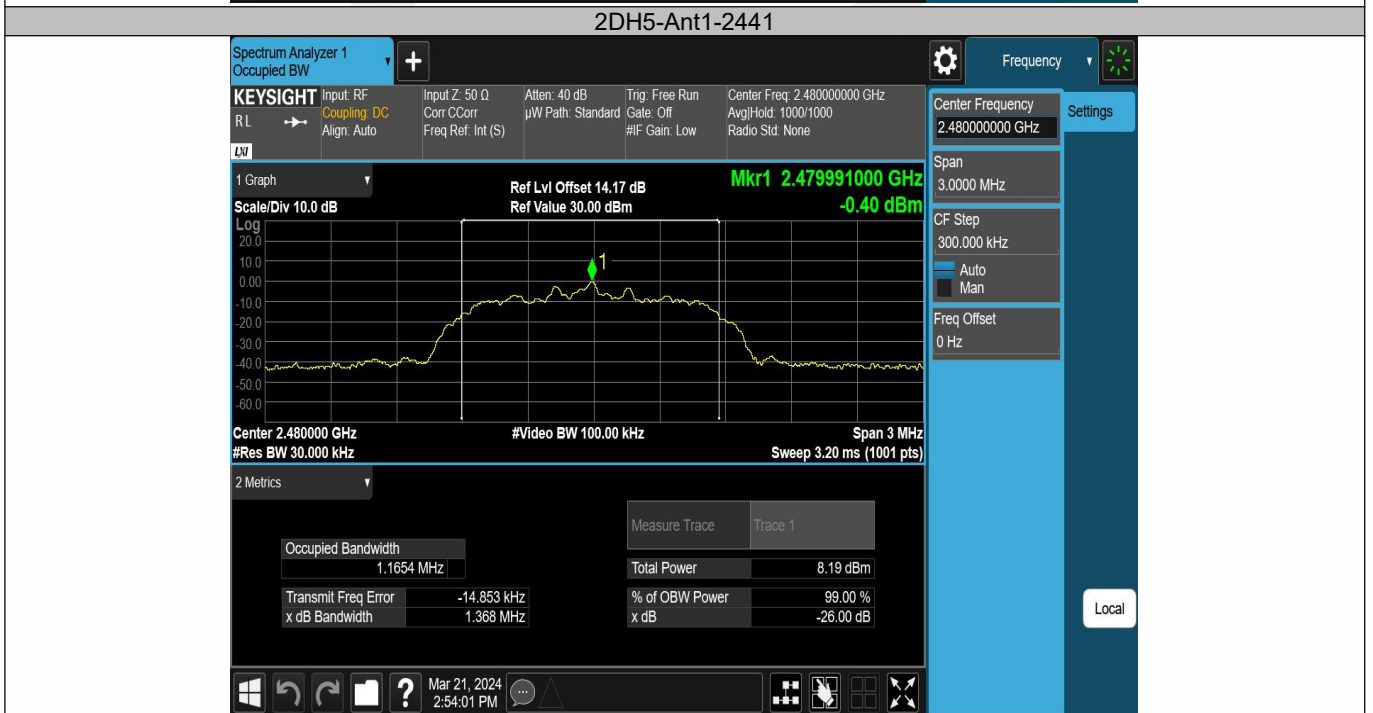 2DH5-Ant1-2441
Spectrum Analyzer 1
Occupied BW
+
Frequency
KEYSIGHT
R L
LXI
Input: RF
Coupling: DC
Align: Auto
Input Z: 50 Ω
Corr CCorr
Freq Ref: Int (S)
Atten: 40 dB
µW Path: Standard
Trig: Free Run
Gate: Off
#IF Gain: Low
Center Freq: 2.480000000 GHz
Avg|Hold: 1000/1000
Radio Std: None
Center Frequency
2.480000000 GHz
Settings
Span
3.0000 MHz
CF Step
300.000 kHz
Auto
Man
Freq Offset
0 Hz
Local
1 Graph
Scale/Div 10.0 dB
Ref Lvl Offset 14.17 dB
Ref Value 30.00 dBm
Mkr1 2.479991000 GHz
-0.40 dBm
Log
20.0
10.0
0.00
-10.0
-20.0
-30.0
-40.0
-50.0
-60.0
1
Center 2.480000 GHz
#Video BW 100.00 kHz
Span 3 MHz
#Res BW 30.000 kHz
Sweep 3.20 ms (1001 pts)
2 Metrics
Measure Trace Trace 1
Occupied Bandwidth
1.1654 MHz
Total Power 8.19 dBm
Transmit Freq Error -14.853 kHz
% of OBW Power 99.00 %
x dB Bandwidth 1.368 MHz
x dB -26.00 dB
?
Mar 21, 2024
2:54:01 PM